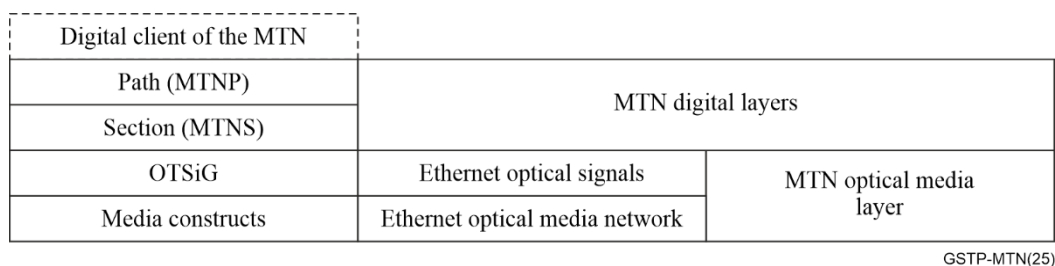 Digital client of the MTN
Path (MTNP)
MTN digital layers
Section (MTNS)
OTSiG
Ethernet optical signals
MTN optical media
layer
Media constructs
Ethernet optical media network
GSTP-MTN(25)